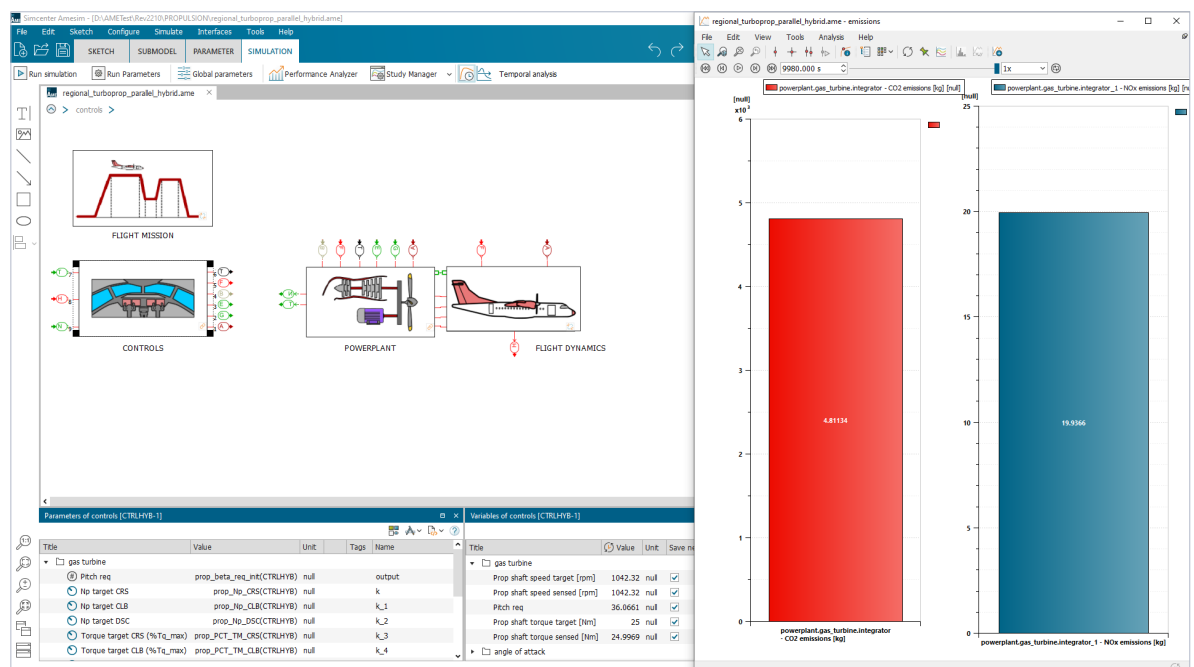 Simcenter Amesim - [D:\AMETest\Rev2210\PROPULSION\regional_turboprop_parallel_hybrid.ame]
File Edit Sketch Configure Simulate Interfaces Tools Help
SKETCH SUBMODEL PARAMETER SIMULATION
Run simulation Run Parameters Global parameters Performance Analyzer Study Manager Temporal analysis
regional_turboprop_parallel_hybrid.ame
controls
FLIGHT MISSION
CONTROLS
POWERPLANT
FLIGHT DYNAMICS
Parameters of controls [CTRLHYB-1]
Title Value Unit Tags Name
gas turbine
Pitch req prop_beta_req_init(CTRLHYB) null output
Np target CRS prop_Np_CRS(CTRLHYB) null k
Np target CLB prop_Np_CLB(CTRLHYB) null k_1
Np target DSC prop_Np_DSC(CTRLHYB) null k_2
Torque target CRS (%Tq_max) prop_PCT_TM_CRS(CTRLHYB) null k_3
Torque target CLB (%Tq_max) prop_PCT_TM_CLB(CTRLHYB) null k_4
Variables of controls [CTRLHYB-1]
Title Value Unit Save ne
gas turbine
Prop shaft speed target [rpm] 1042.32 null
Prop shaft speed sensed [rpm] 1042.32 null
Pitch req 36.0661 null
Prop shaft torque target [Nm] 25 null
Prop shaft torque sensed [Nm] 24.9969 null
angle of attack
regional_turboprop_parallel_hybrid.ame - emissions
File Edit View Tools Analysis Help
9980.000 s 1x
powerplant.gas_turbine.integrator - CO2 emissions [kg] [null]
[null]
x10³
6
5
4
3
2
1
0
4.81134
powerplant.gas_turbine.integrator
- CO2 emissions [kg]
powerplant.gas_turbine.integrator_1 - NOx emissions [kg] [nu
[null]
25
20
15
10
5
0
19.9366
powerplant.gas_turbine.integrator_1 - NOx emissions [kg]